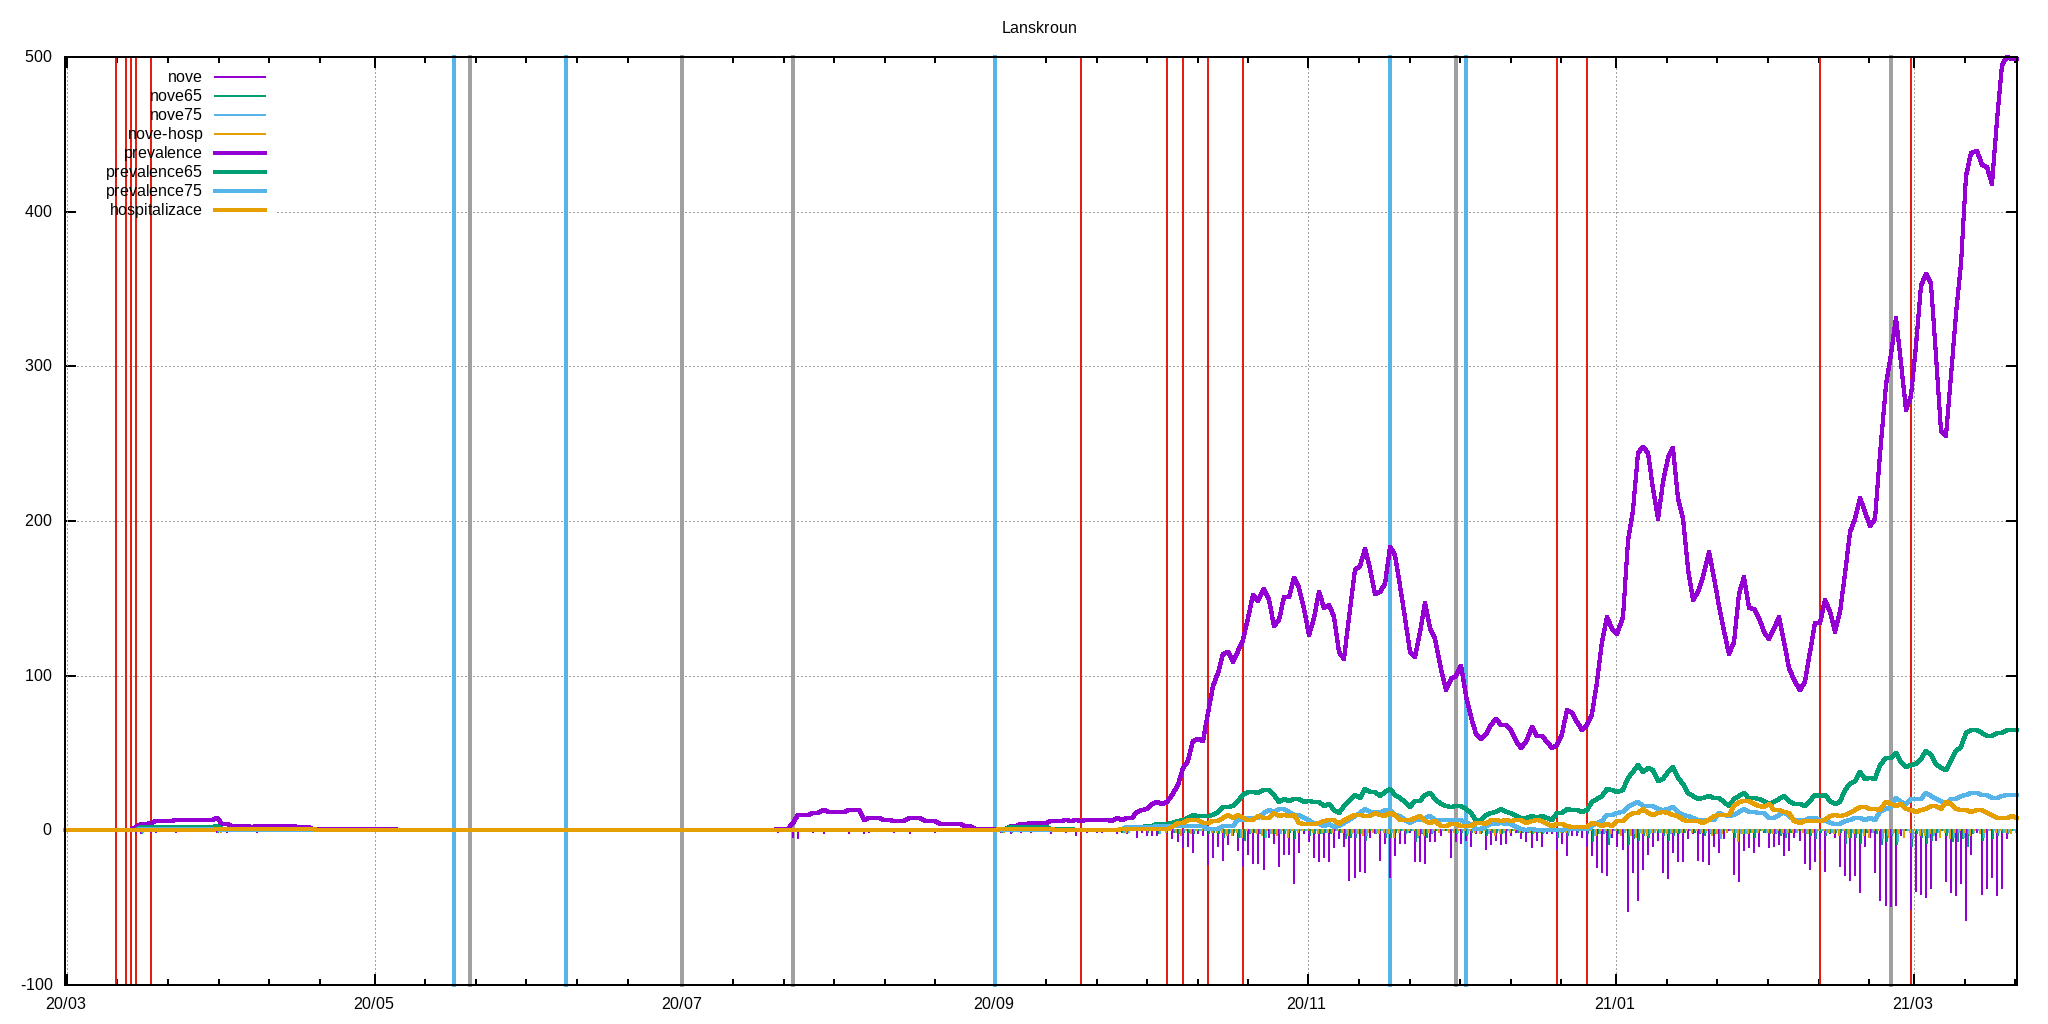 Lanskroun
500
nove
nove65
nove75
nove-hosp
prevalence
prevalence65
prevalence75
hospitalizace
400
300
200
100
0
-100
20/03 20/05 20/07 20/09 20/11 21/01 21/03